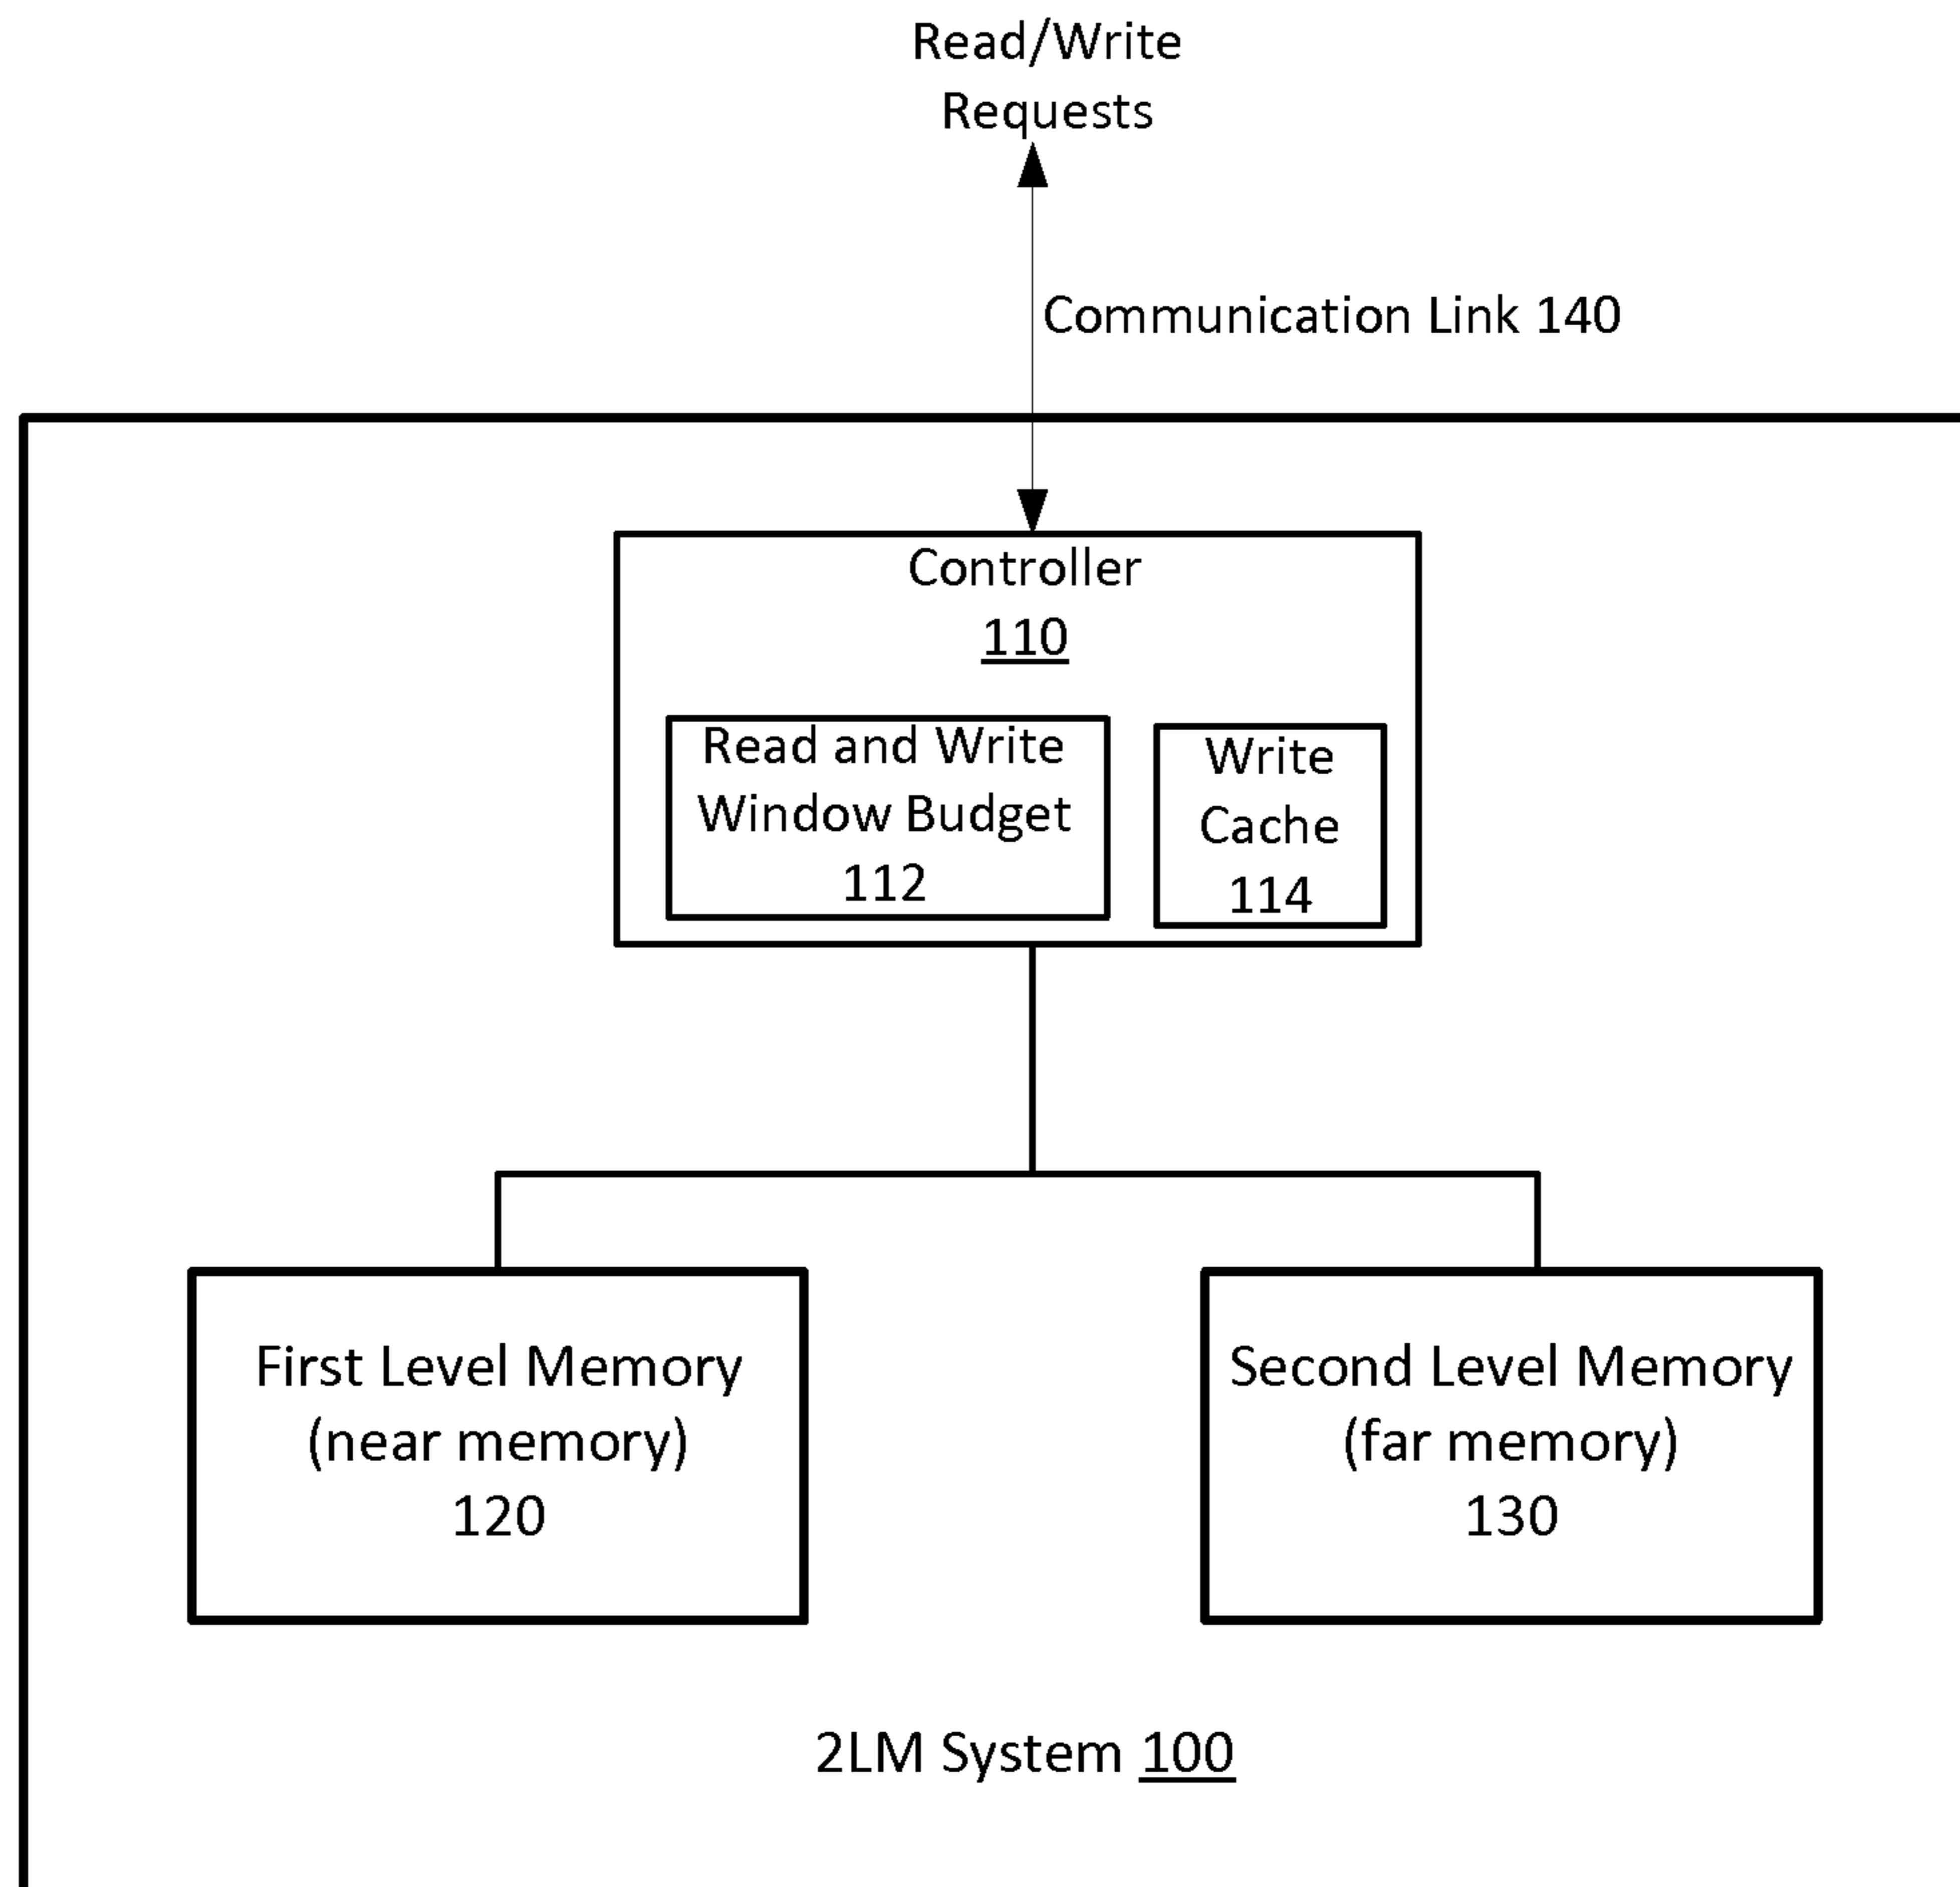 Read/Write
Requests
Communication Link 140
Controller
110
Read and Write
Window Budget
112
Write
Cache
114
First Level Memory
(near memory)
120
Second Level Memory
(far memory)
130
2LM System 100